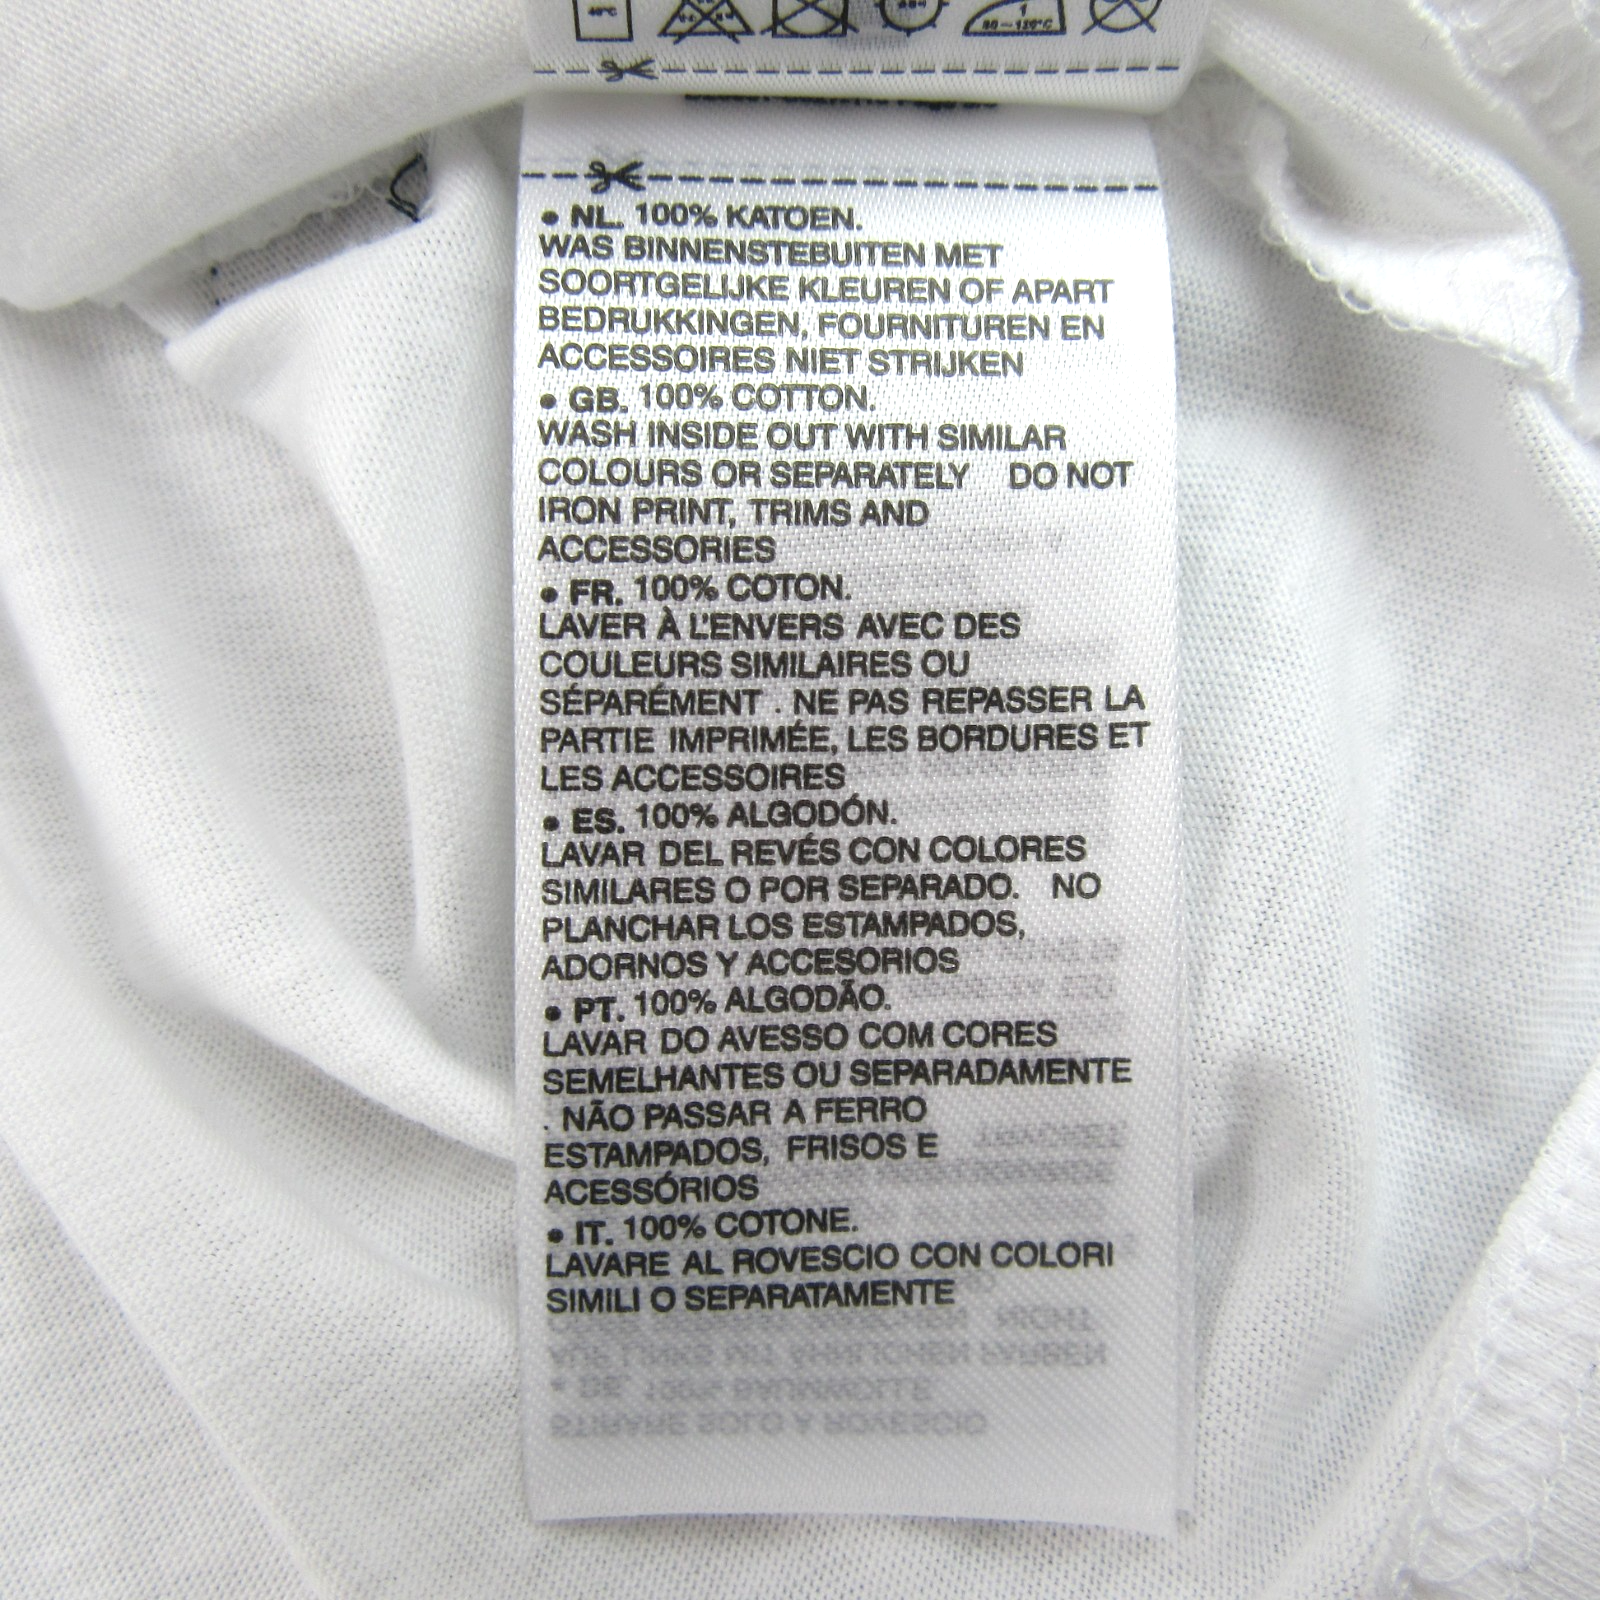 • NL. 100% KATOEN.
WAS BINNENSTEBUITEN MET
SOORTGELIJKE KLEUREN OF APART
BEDRUKKINGEN, FOURNITUREN EN
ACCESSOIRES NIET STRIJKEN
• GB. 100% COTTON.
WASH INSIDE OUT WITH SIMILAR
COLOURS OR SEPARATELY DO NOT
IRON PRINT, TRIMS AND
ACCESSORIES
• FR. 100% COTON.
LAVER À L'ENVERS AVEC DES
COULEURS SIMILAIRES OU
SÉPARÉMENT . NE PAS REPASSER LA
PARTIE IMPRIMÉE, LES BORDURES ET
LES ACCESSOIRES
• ES. 100% ALGODÓN.
LAVAR DEL REVÉS CON COLORES
SIMILARES O POR SEPARADO. NO
PLANCHAR LOS ESTAMPADOS,
ADORNOS Y ACCESORIOS
• PT. 100% ALGODÃO.
LAVAR DO AVESSO COM CORES
SEMELHANTES OU SEPARADAMENTE
. NÃO PASSAR A FERRO
ESTAMPADOS, FRISOS E
ACESSÓRIOS
• IT. 100% COTONE.
LAVARE AL ROVESCIO CON COLORI
SIMILI O SEPARATAMENTE